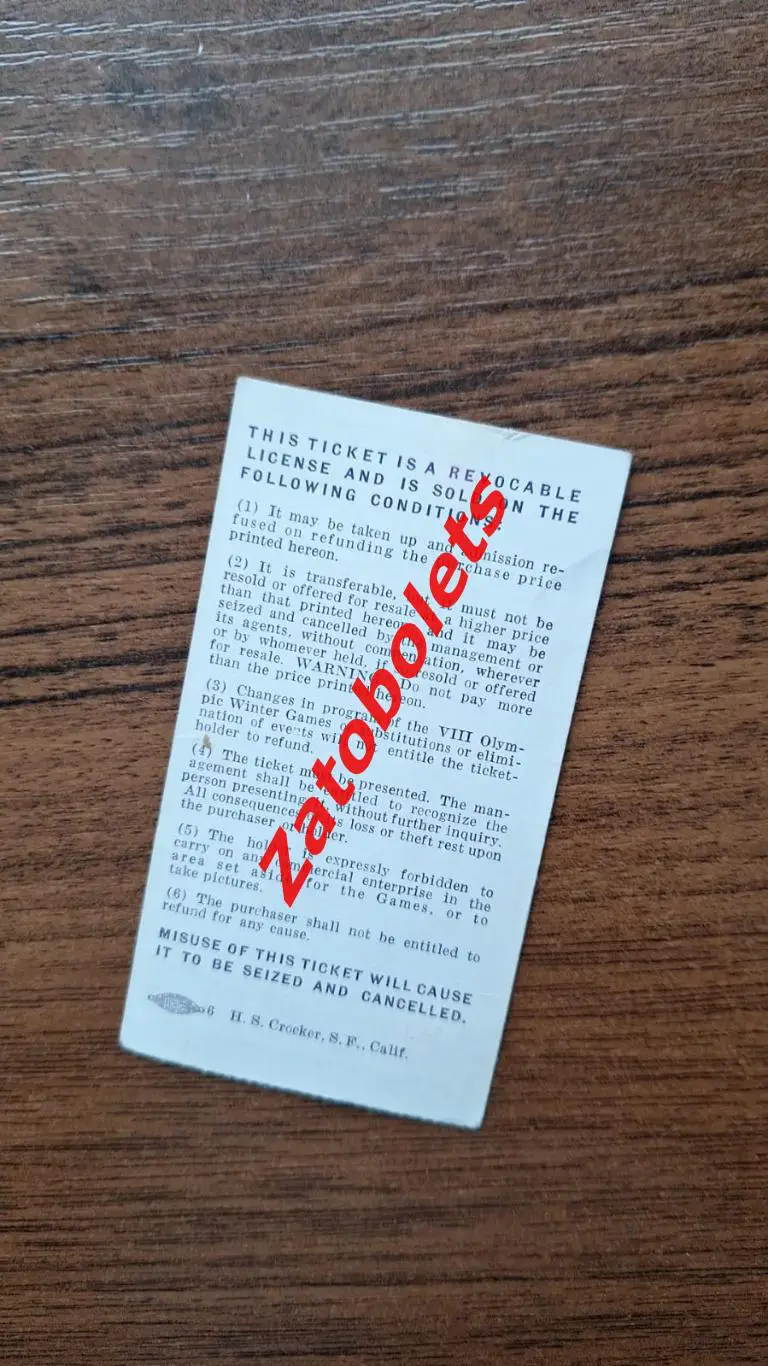 THIS TICKET IS A REVOCABLE
LICENSE AND IS SOLD ON THE
FOLLOWING CONDITIONS:
(1) It may be taken up and admission re-
fused on refunding the purchase price
printed hereon.
(2) It is transferable, but it must not be
resold or offered for resale at a higher price
than that printed hereon and it may be
seized and cancelled by the management or
its agents, without compensation, wherever
or by whomever held, if resold or offered
for resale. WARNING: Do not pay more
than the price printed hereon.
(3) Changes in program of the VIII Olym-
pic Winter Games or substitutions or elimi-
nation of events will not entitle the ticket-
holder to refund.
(4) The ticket must be presented. The man-
agement shall be entitled to recognize the
person presenting it, without further inquiry.
All consequences of its loss or theft rest upon
the purchaser or holder.
(5) The holder is expressly forbidden to
carry on any commercial enterprise in the
area set aside for the Games, or to
take pictures.
(6) The purchaser shall not be entitled to
refund for any cause.
MISUSE OF THIS TICKET WILL CAUSE
IT TO BE SEIZED AND CANCELLED.
6 H. S. Crocker, S. F., Calif.
Zatobolets